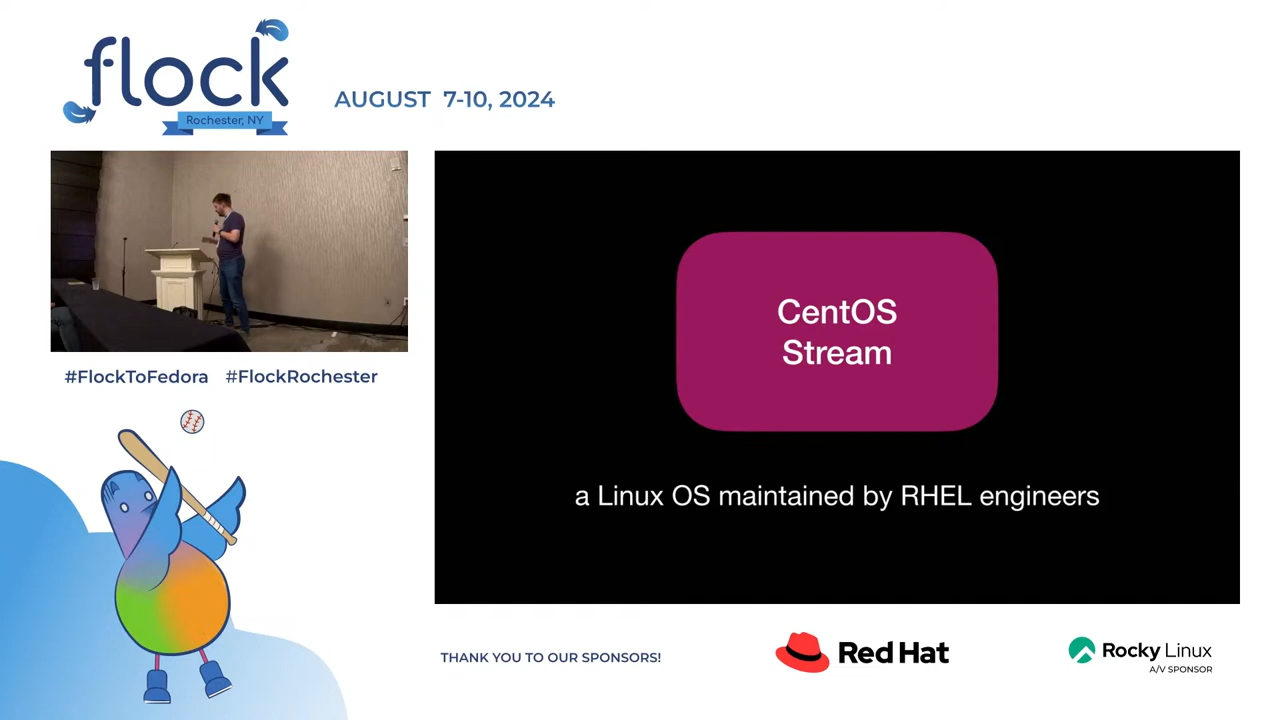 flock
Rochester, NY
AUGUST 7-10, 2024
#FlockToFedora #FlockRochester
CentOS
Stream
a Linux OS maintained by RHEL engineers
THANK YOU TO OUR SPONSORS!
Red Hat
Rocky Linux
A/V SPONSOR